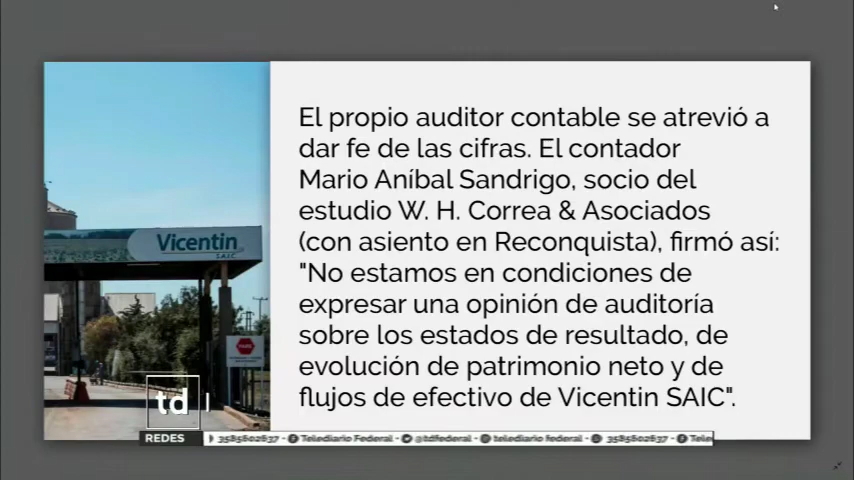 El propio auditor contable se atrevió a
dar fe de las cifras. El contador
Mario Aníbal Sandrigo, socio del
estudio W. H. Correa & Asociados
(con asiento en Reconquista), firmó así:
"No estamos en condiciones de
expresar una opinión de auditoría
sobre los estados de resultado, de
evolución de patrimonio neto y de
flujos de efectivo de Vicentin SAIC".
Vicentin
SAIC
PARE
td
REDES
3585602637 - Telediario Federal - @tdfederal - telediario federal - 3585602637 - Tele